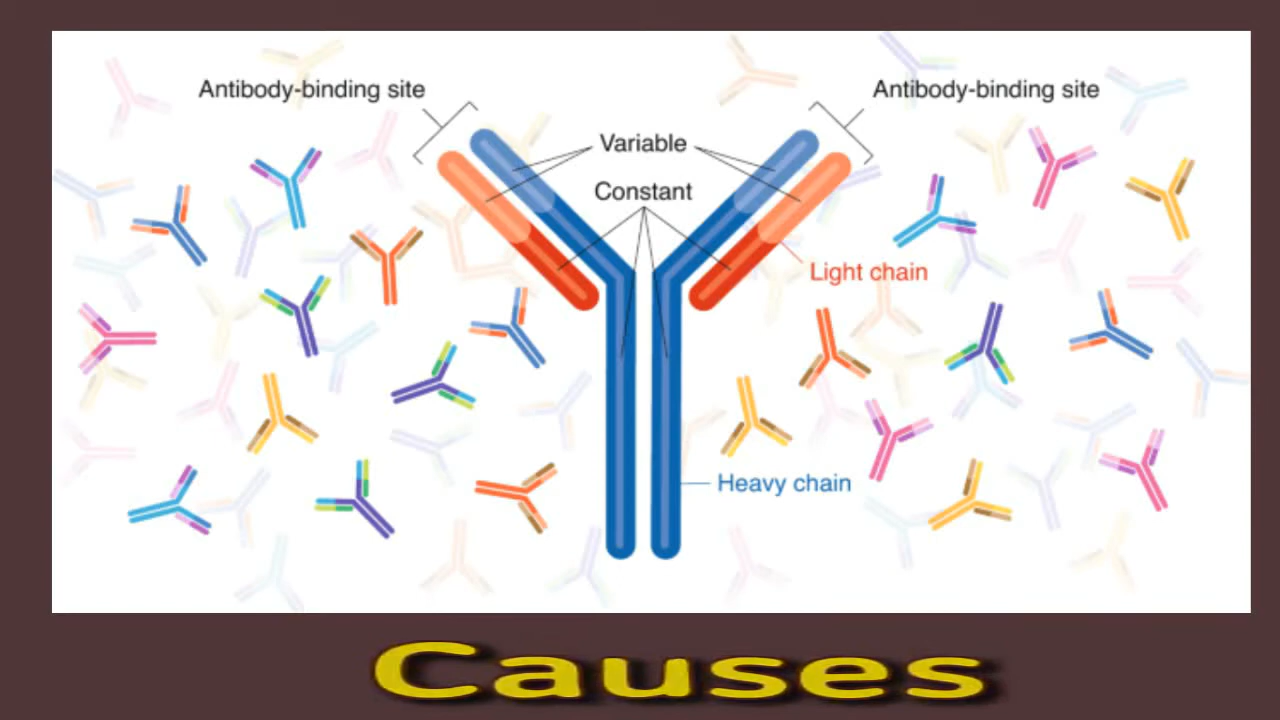 Antibody-binding site
Antibody-binding site
Variable
Constant
Light chain
Heavy chain
Causes